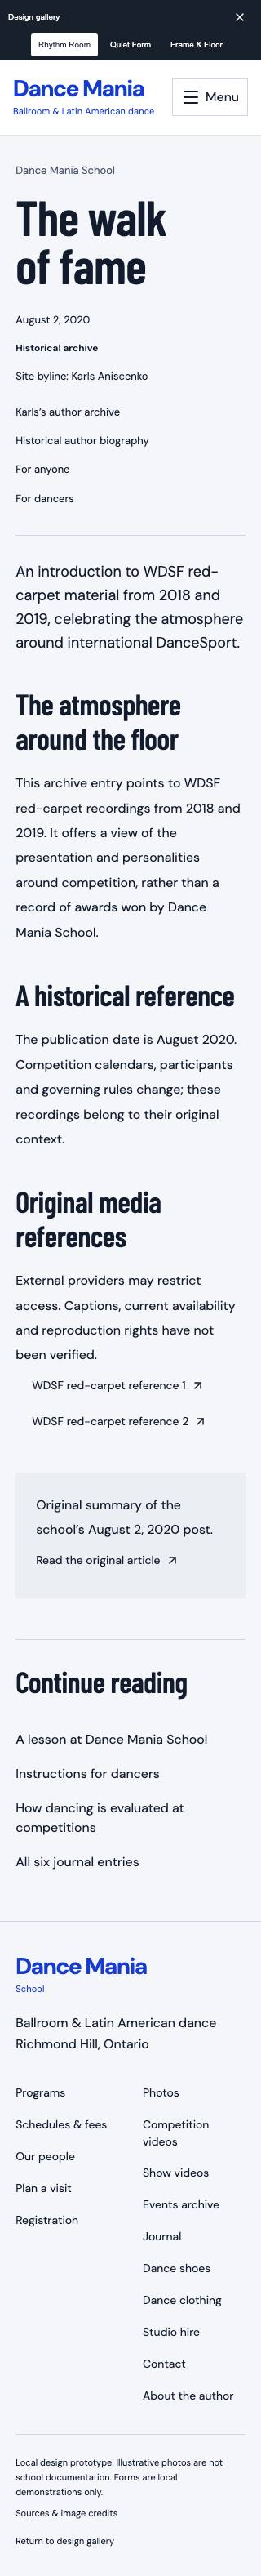 Design gallery
Rhythm Room Quiet Form Frame & Floor
Dance Mania
Ballroom & Latin American dance
Menu
Dance Mania School
The walk
of fame
August 2, 2020
Historical archive
Site byline: Karls Aniscenko
Karls’s author archive
Historical author biography
For anyone
For dancers
An introduction to WDSF red-
carpet material from 2018 and
2019, celebrating the atmosphere
around international DanceSport.
The atmosphere
around the floor
This archive entry points to WDSF
red-carpet recordings from 2018 and
2019. It offers a view of the
presentation and personalities
around competition, rather than a
record of awards won by Dance
Mania School.
A historical reference
The publication date is August 2020.
Competition calendars, participants
and governing rules change; these
recordings belong to their original
context.
Original media
references
External providers may restrict
access. Captions, current availability
and reproduction rights have not
been verified.
WDSF red-carpet reference 1
WDSF red-carpet reference 2
Original summary of the
school’s August 2, 2020 post.
Read the original article
Continue reading
A lesson at Dance Mania School
Instructions for dancers
How dancing is evaluated at
competitions
All six journal entries
Dance Mania
School
Ballroom & Latin American dance
Richmond Hill, Ontario
Programs
Schedules & fees
Our people
Plan a visit
Registration
Photos
Competition
videos
Show videos
Events archive
Journal
Dance shoes
Dance clothing
Studio hire
Contact
About the author
Local design prototype. Illustrative photos are not
school documentation. Forms are local
demonstrations only.
Sources & image credits
Return to design gallery